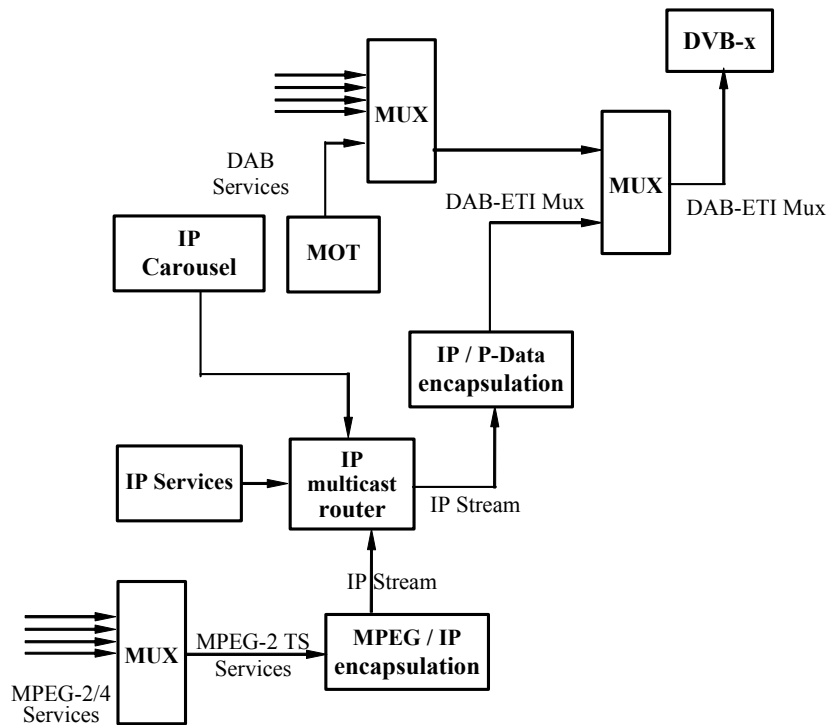 DVB-x
MUX
DAB
Services
MUX
DAB-ETI Mux
DAB-ETI Mux
IP
Carousel
MOT
IP / P-Data
encapsulation
IP Services
IP
multicast
router
IP Stream
IP Stream
MUX
MPEG-2 TS
Services
MPEG / IP
encapsulation
MPEG-2/4
Services